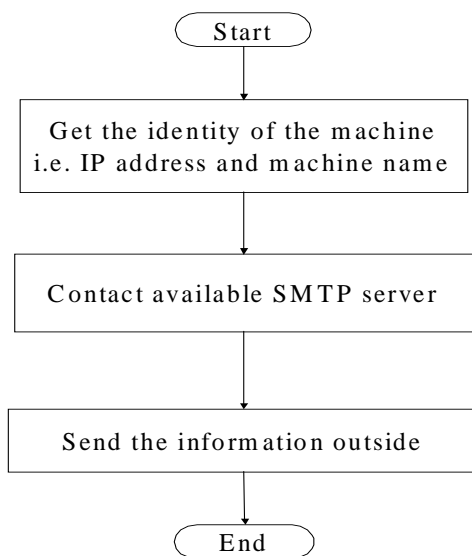 Start
Get the identity of the machine
i.e. IP address and machine name
Contact available SMTP server
Send the information outside
End